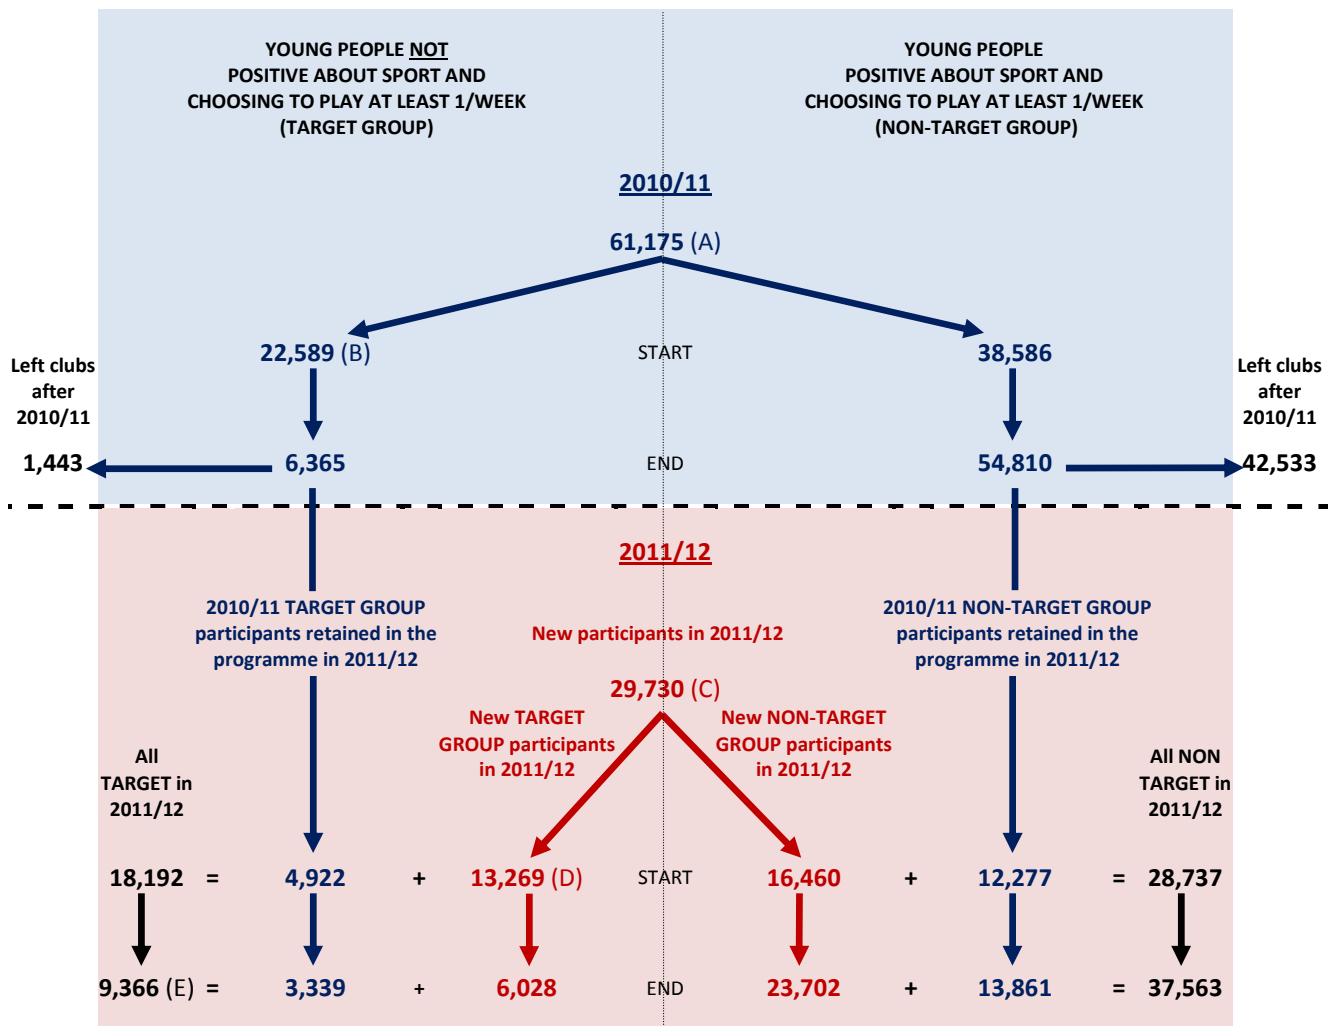 YOUNG PEOPLE NOT
POSITIVE ABOUT SPORT AND
CHOOSING TO PLAY AT LEAST 1/WEEK
(TARGET GROUP)
YOUNG PEOPLE
POSITIVE ABOUT SPORT AND
CHOOSING TO PLAY AT LEAST 1/WEEK
(NON-TARGET GROUP)
2010/11
61,175 (A)
22,589 (B)
START
38,586
Left clubs
after
2010/11
Left clubs
after
2010/11
1,443
6,365
END
54,810
42,533
2011/12
2010/11 TARGET GROUP
participants retained in the
programme in 2011/12
New participants in 2011/12
2010/11 NON-TARGET GROUP
participants retained in the
programme in 2011/12
29,730 (C)
New TARGET
GROUP participants
in 2011/12
New NON-TARGET
GROUP participants
in 2011/12
All
TARGET in
2011/12
All NON
TARGET in
2011/12
18,192 = 4,922 + 13,269 (D) START 16,460 + 12,277 = 28,737
9,366 (E) = 3,339 + 6,028 END 23,702 + 13,861 = 37,563